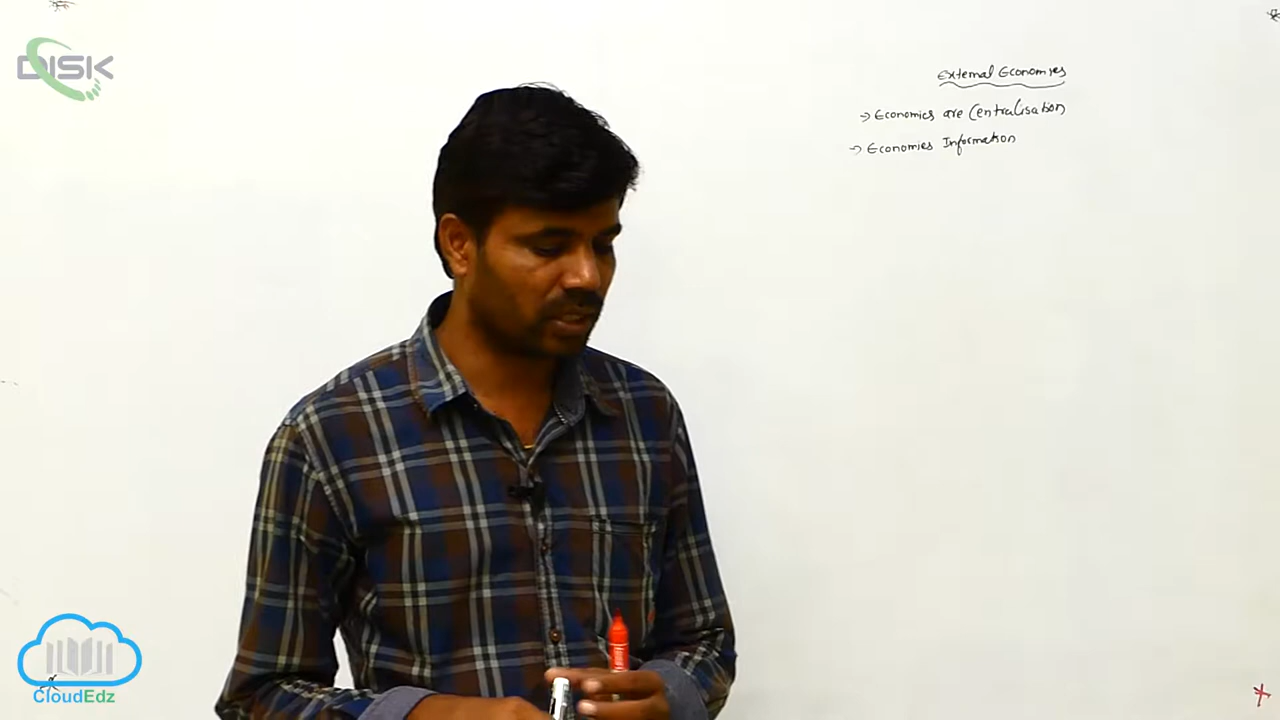 DISK
External Economies
→ Economics are Centralisation
→ Economies Information
CloudEdz